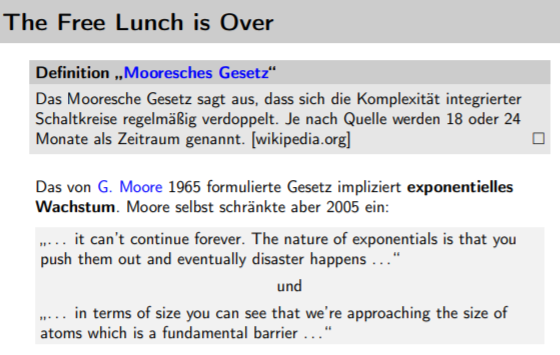 The Free Lunch is Over
Definition „Mooresches Gesetz“
Das Mooresche Gesetz sagt aus, dass sich die Komplexität integrierter
Schaltkreise regelmäßig verdoppelt. Je nach Quelle werden 18 oder 24
Monate als Zeitraum genannt. [wikipedia.org] □
Das von G. Moore 1965 formulierte Gesetz impliziert exponentielles
Wachstum. Moore selbst schränkte aber 2005 ein:
„... it can't continue forever. The nature of exponentials is that you
push them out and eventually disaster happens ...“
und
„... in terms of size you can see that we're approaching the size of
atoms which is a fundamental barrier ...“